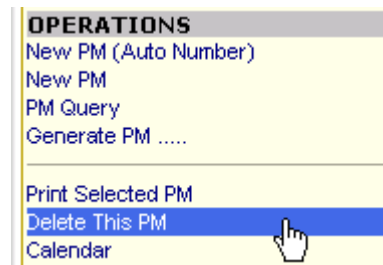 OPERATIONS
New PM (Auto Number)
New PM
PM Query
Generate PM .....
Print Selected PM
Delete This PM
Calendar